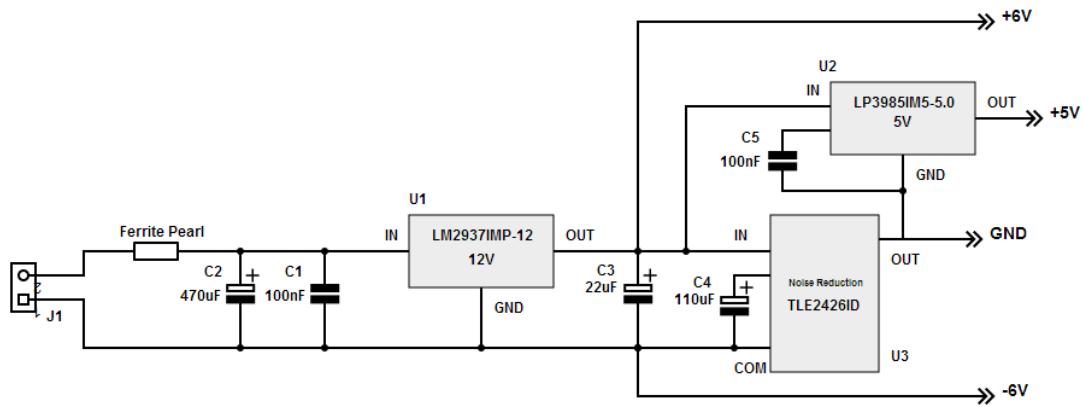 +6V
U2
IN
LP3985IM5-5.0
5V
OUT
+5V
C5
100nF
GND
U1
Ferrite Pearl
IN
LM2937IMP-12
12V
OUT
IN
GND
OUT
C2
+
470uF
C1
100nF
C3
+
22uF
C4
+
110uF
Noise Reduction
TLE2426ID
GND
2
1
J1
COM
U3
-6V